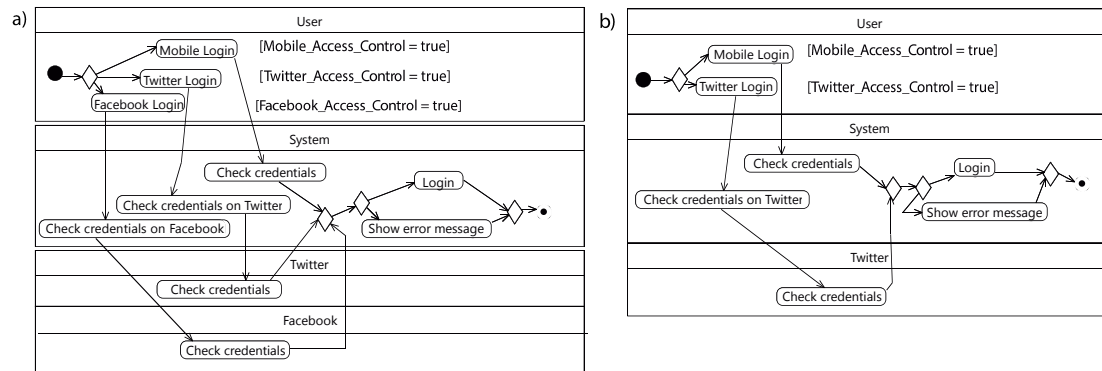 a)
User
Mobile Login [Mobile_Access_Control = true]
Twitter Login [Twitter_Access_Control = true]
Facebook Login [Facebook_Access_Control = true]
System
Check credentials
Login
Check credentials on Twitter
Check credentials on Facebook
Show error message
Twitter
Check credentials
Facebook
Check credentials
b)
User
Mobile Login [Mobile_Access_Control = true]
Twitter Login [Twitter_Access_Control = true]
System
Check credentials
Login
Check credentials on Twitter
Show error message
Twitter
Check credentials